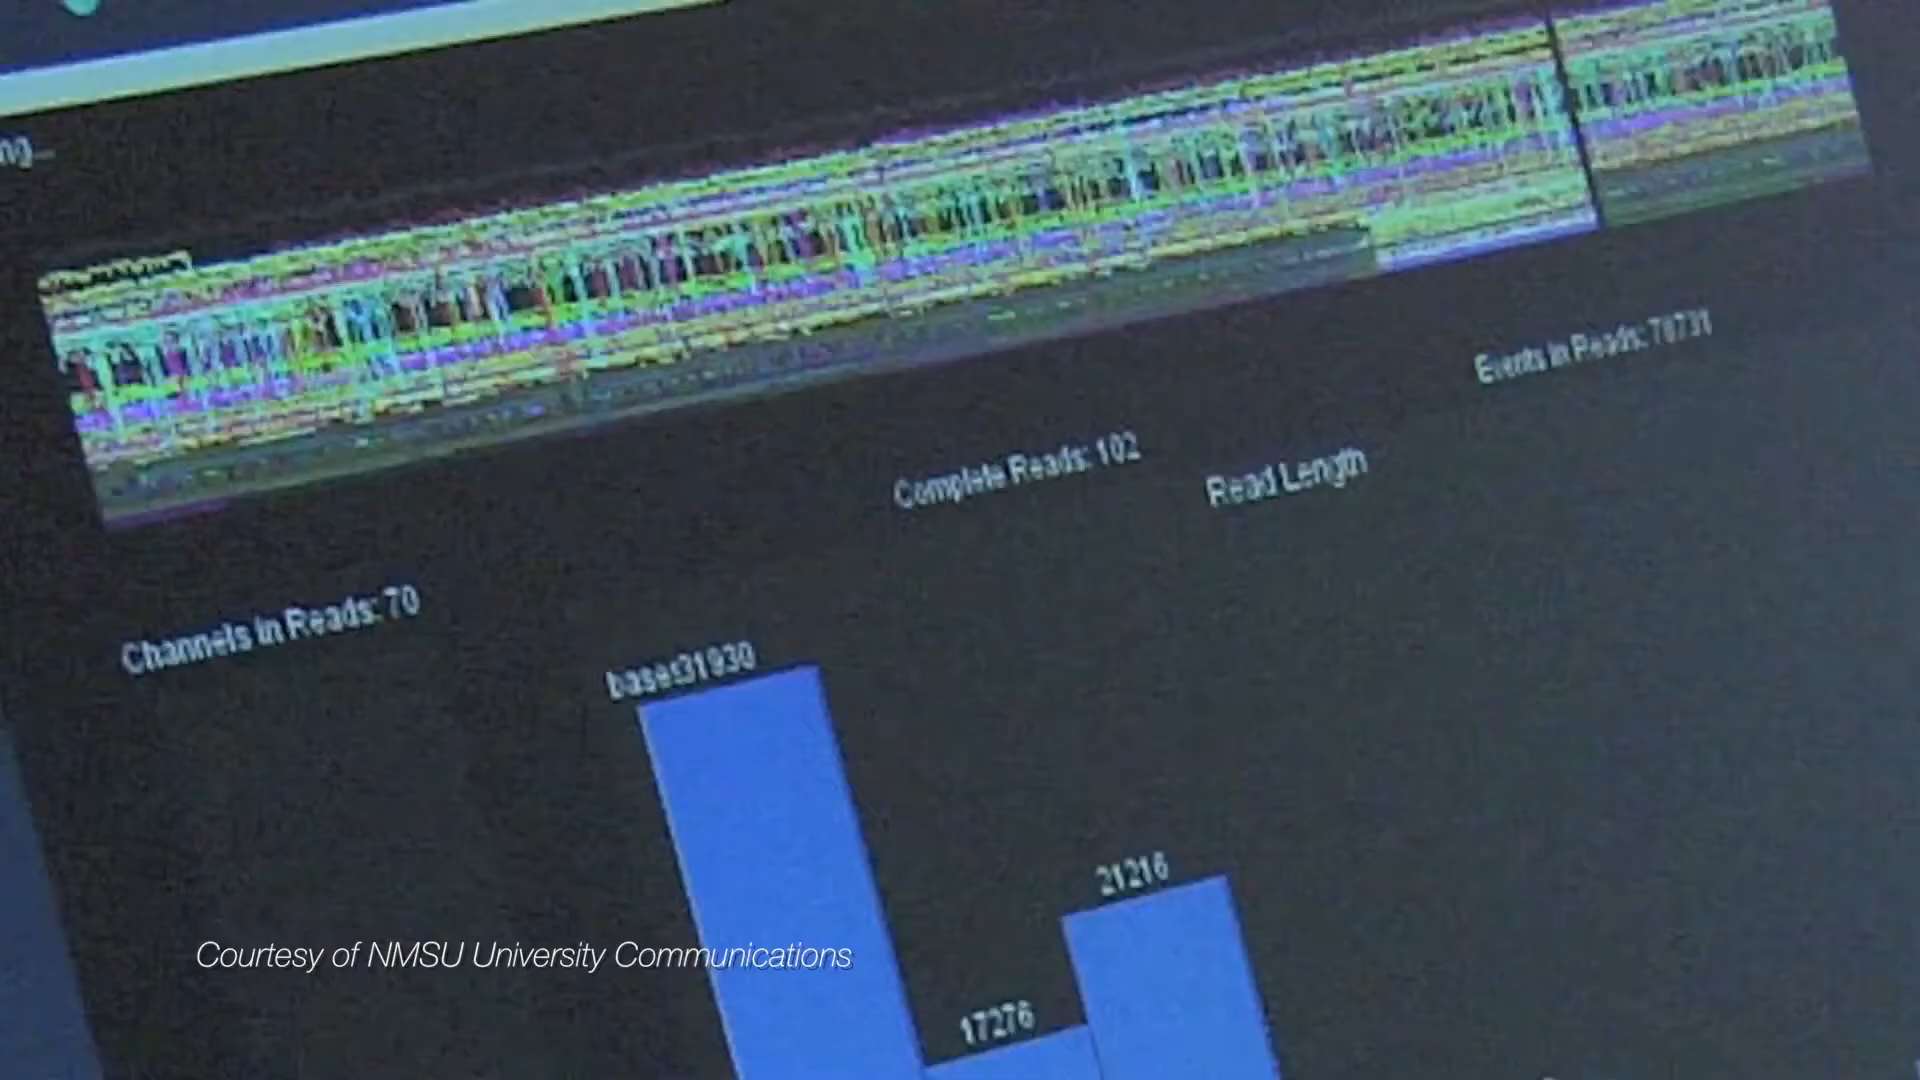 Events in Reads: 78731
Complete Reads: 102
Read Length
Channels in Reads: 70
bases31930
21216
17276
Courtesy of NMSU University Communications